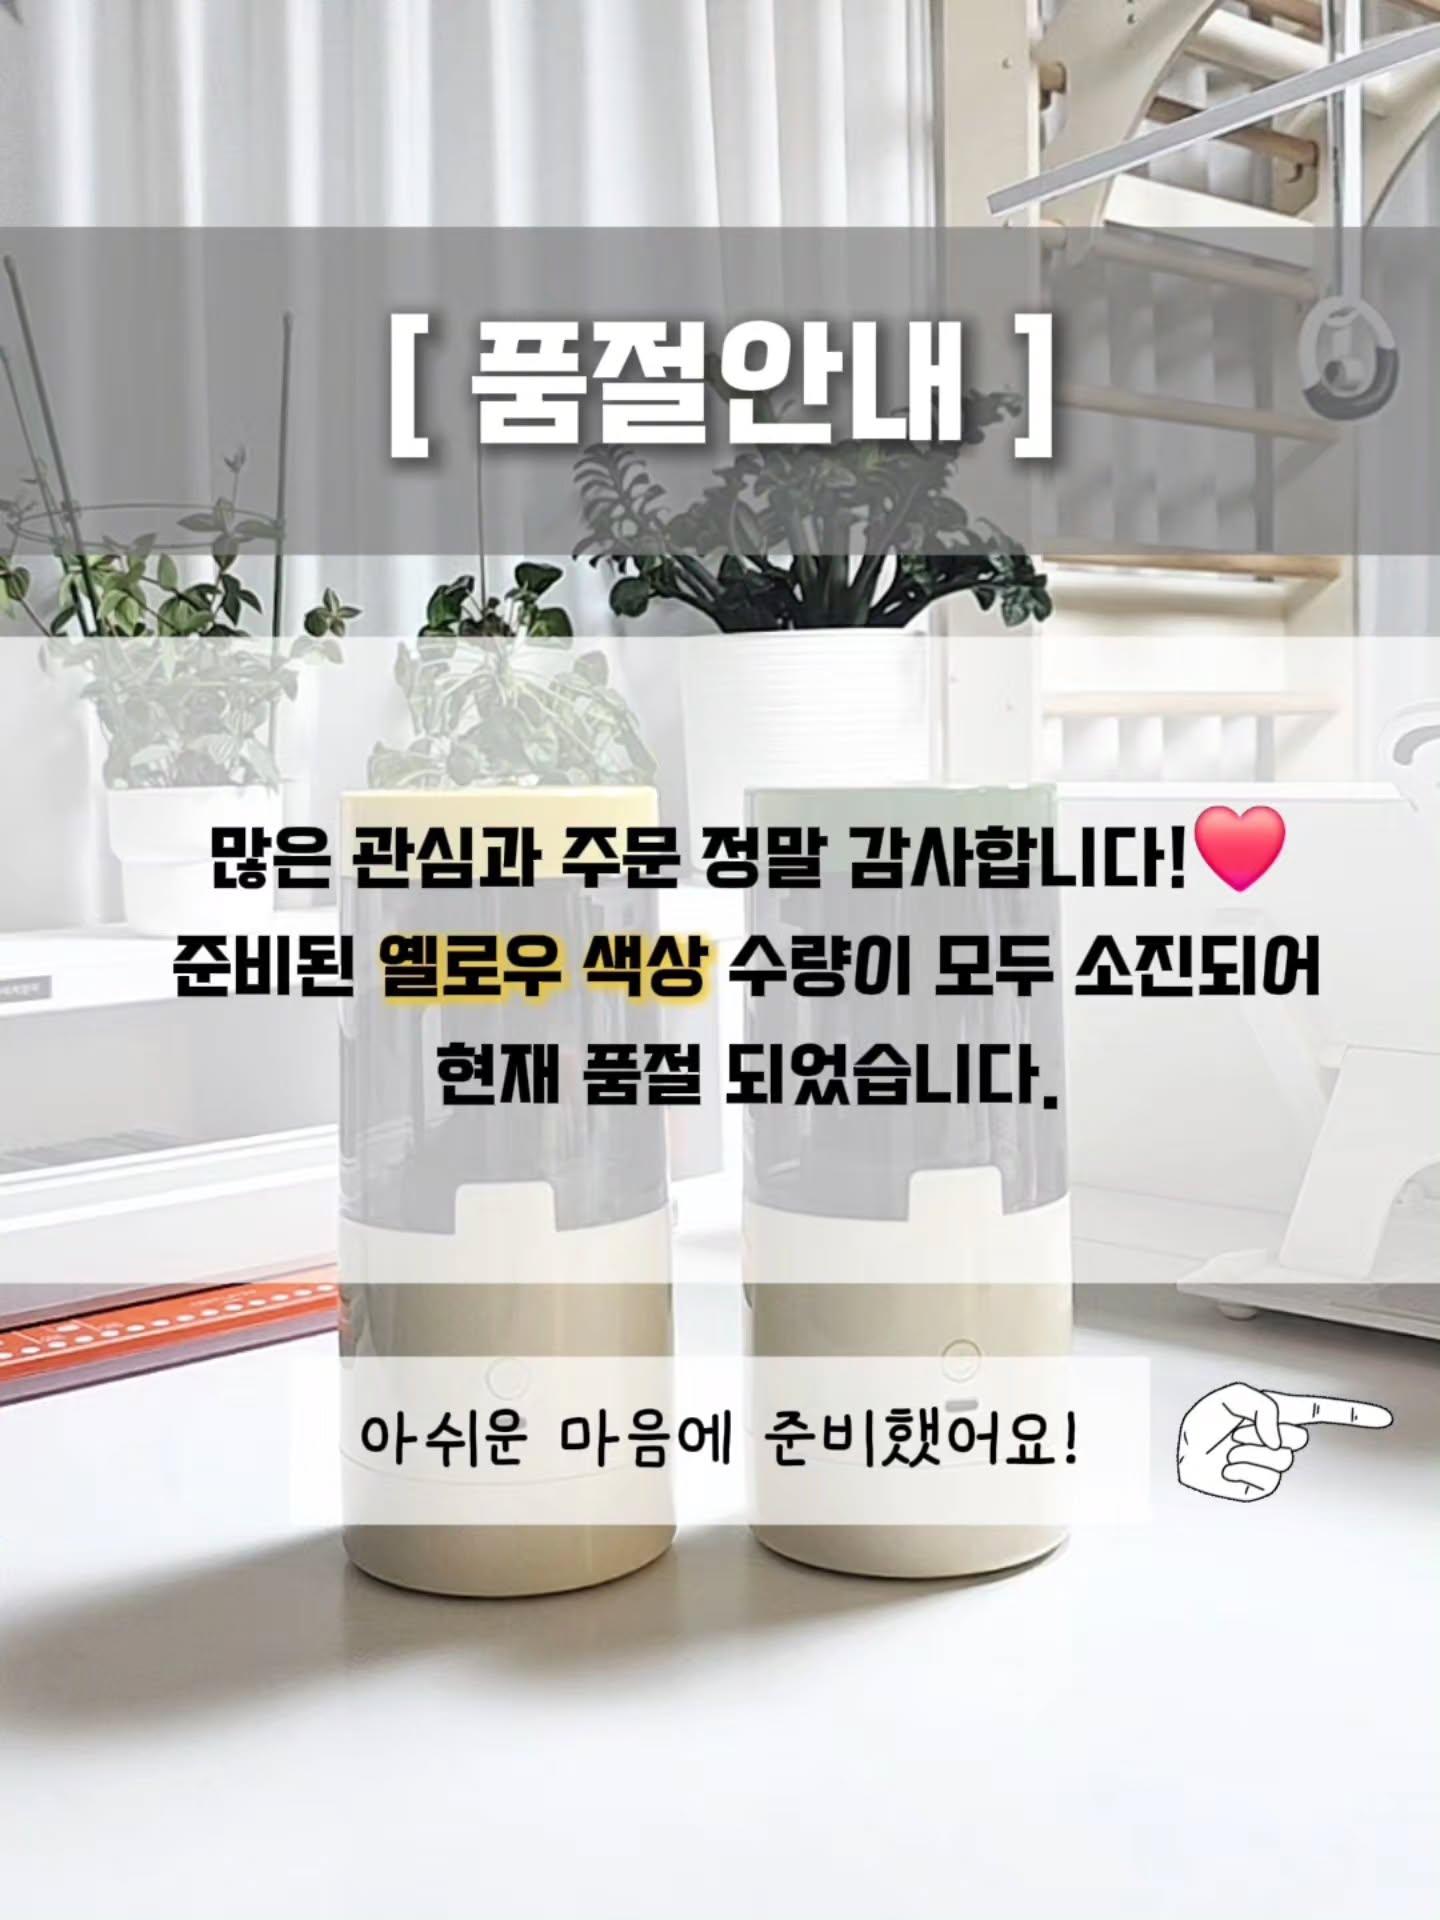 [ 품절안내 ]
많은 관심과 주문 정말 감사합니다!❤️
준비된 옐로우 색상 수량이 모두 소진되어
현재 품절 되었습니다.
아쉬운 마음에 준비했어요!